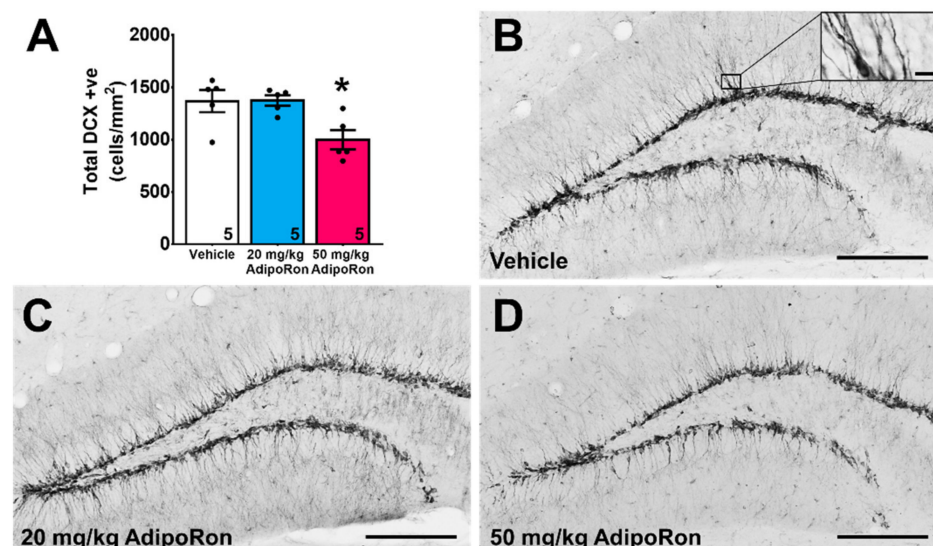 A
Total DCX +ve
(cells/mm²)
2000
1500
1000
500
0
*
5
5
5
Vehicle
20 mg/kg
AdipoRon
50 mg/kg
AdipoRon
B
Vehicle
C
20 mg/kg AdipoRon
D
50 mg/kg AdipoRon